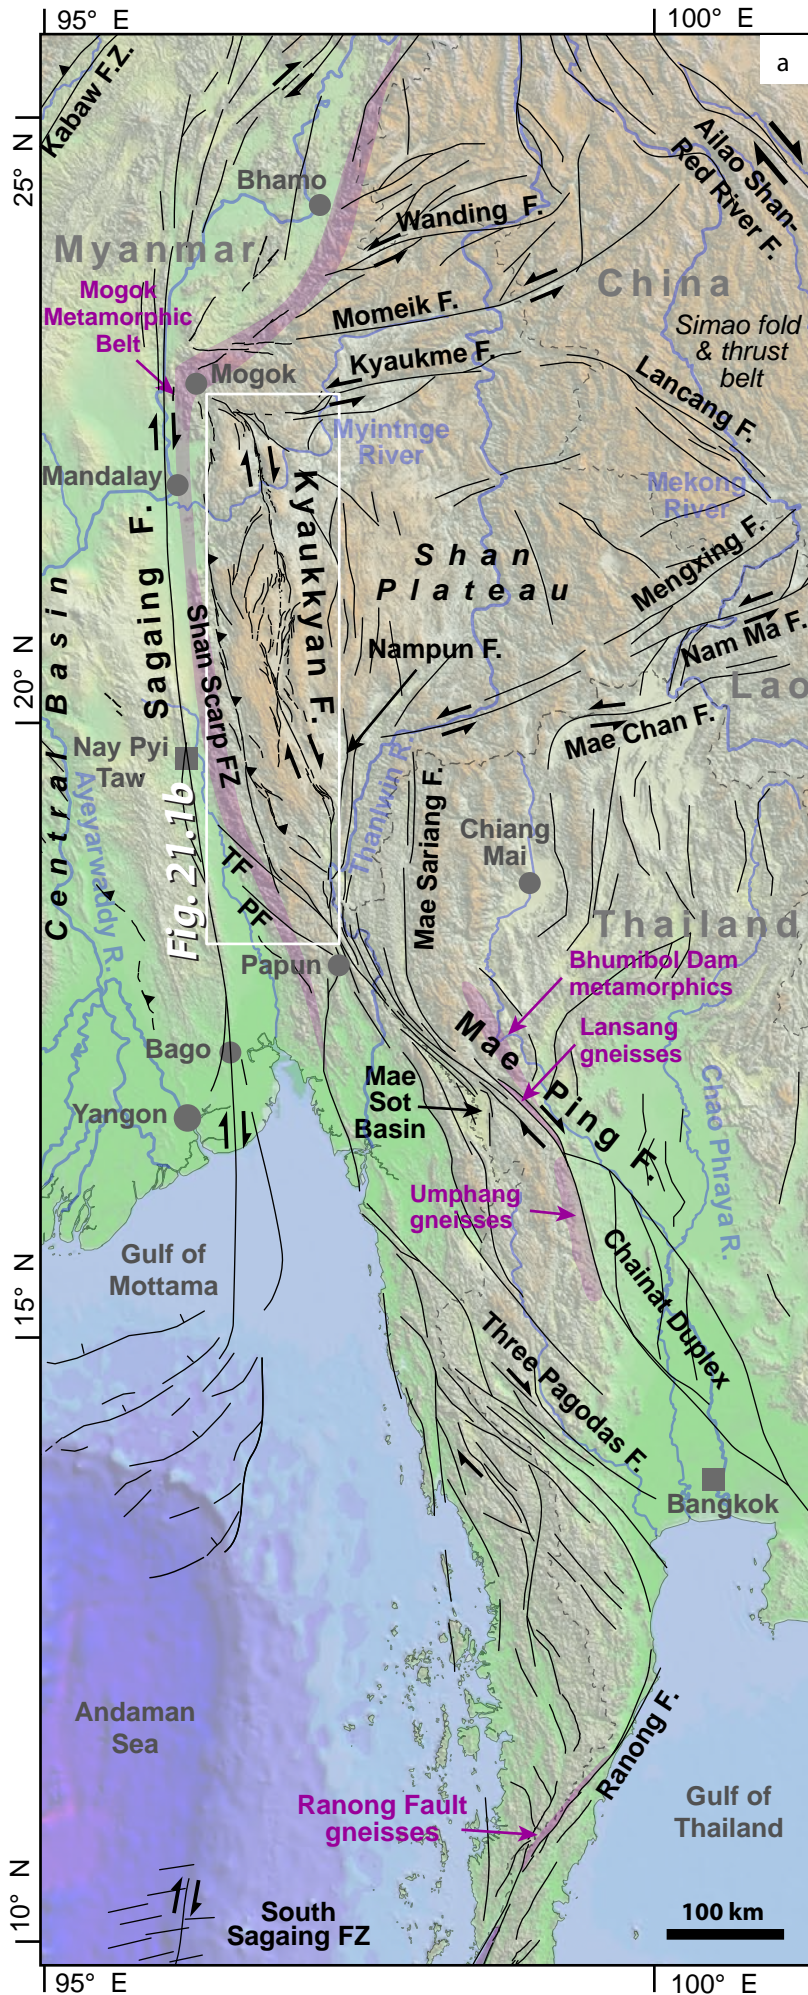 95° E
100° E
a
Kabaw F.Z.
25° N
Ailao Shan-
Red River F.
Bhamo
Wanding F.
Myanmar
China
Mogok
Metamorphic
Belt
Momeik F.
Simao fold
& thrust
belt
Kyaukme F.
Mogok
Lancang F.
Myintnge
River
Mandalay
Mekong
River
Kyaukkyan F.
Sagaing F.
Shan
Plateau
Mengxing F.
Central Basin
Shan Scarp FZ
Nampun F.
Nam Ma F.
20° N
Lao
Mae Chan F.
Nay Pyi
Taw
Thanlwin R.
Mae Sariang F.
Ayeyarwaddy R.
Fig. 21.1b
Chiang
Mai
TF
PF
Thailand
Papun
Bhumibol Dam
metamorphics
Lansang
gneisses
Mae Ping F.
Bago
Mae
Sot
Basin
Yangon
Chao Phraya R.
Umphang
gneisses
Gulf of
Mottama
15° N
Chainat Duplex
Three Pagodas F.
Bangkok
Andaman
Sea
Ranong F.
Ranong Fault
gneisses
Gulf of
Thailand
10° N
South
Sagaing FZ
100 km
95° E
100° E